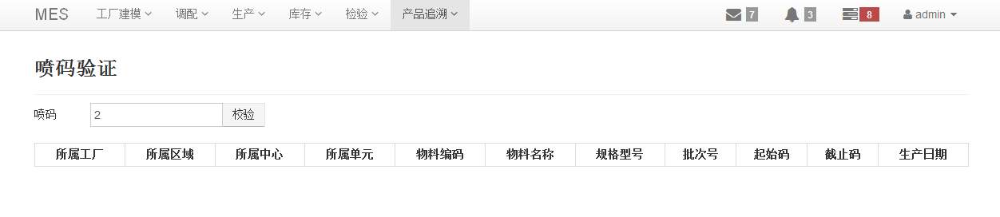 MES 工厂建模 调配 生产 库存 检验 产品追溯 7 3 8 admin
喷码验证
喷码 2 校验
所属工厂 所属区域 所属中心 所属单元 物料编码 物料名称 规格型号 批次号 起始码 截止码 生产日期